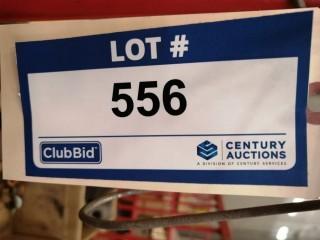 LOT #
556
ClubBid
CENTURY
AUCTIONS
A DIVISION OF CENTURY SERVICES